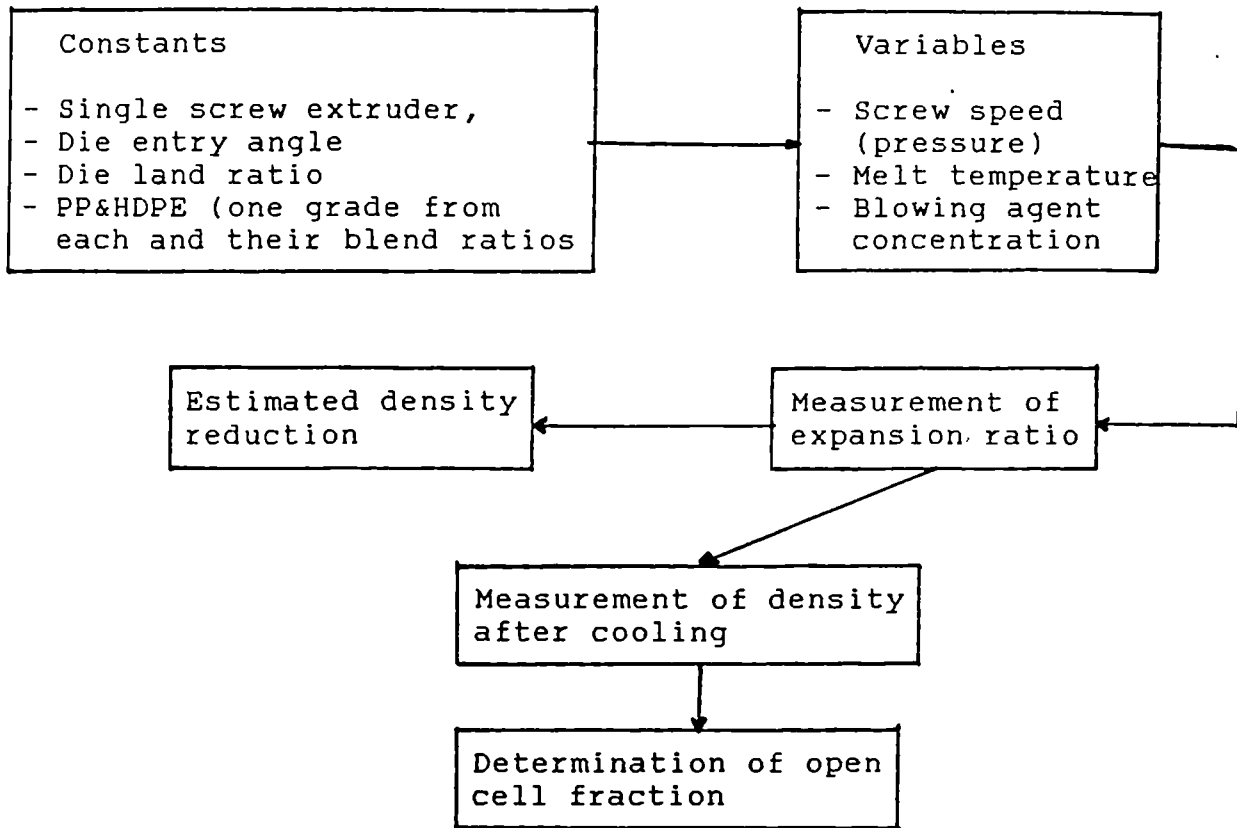 Constants
- Single screw extruder,
- Die entry angle
- Die land ratio
- PP&HDPE (one grade from
each and their blend ratios
Variables
- Screw speed
(pressure)
- Melt temperature
- Blowing agent
concentration
Estimated density
reduction
Measurement of
expansion ratio
Measurement of density
after cooling
Determination of open
cell fraction